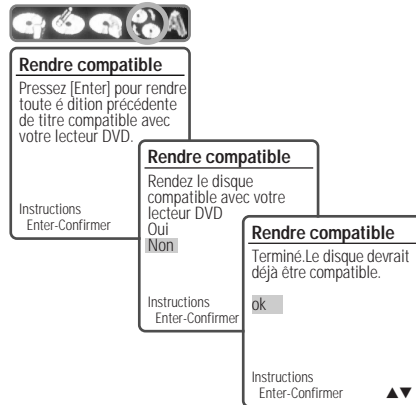 Rendre compatible
Pressez [Enter] pour rendre
toute é dition précédente
de titre compatible avec
votre lecteur DVD.
Instructions
Enter-Confirmer
Rendre compatible
Rendez le disque
compatible avec votre
lecteur DVD
Oui
Non
Instructions
Enter-Confirmer
Rendre compatible
Terminé.Le disque devrait
déjà être compatible.
ok
Instructions
Enter-Confirmer ▲▼